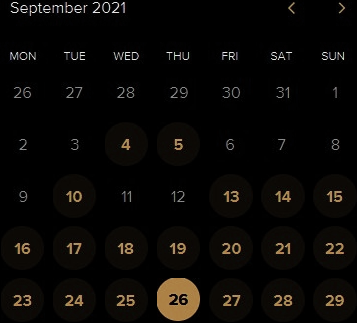 September 2021 < >
MON TUE WED THU FRI SAT SUN
26 27 28 29 30 31 1
2 3 4 5 6 7 8
9 10 11 12 13 14 15
16 17 18 19 20 21 22
23 24 25 26 27 28 29